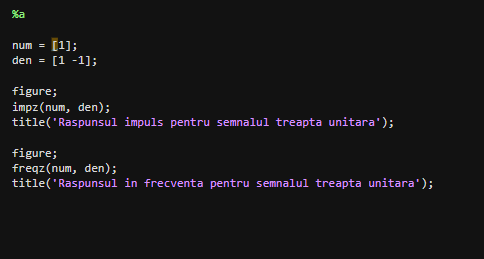 %a
num = [1];
den = [1 -1];
figure;
impz(num, den);
title('Raspunsul impuls pentru semnalul treapta unitara');
figure;
freqz(num, den);
title('Raspunsul in frecventa pentru semnalul treapta unitara');